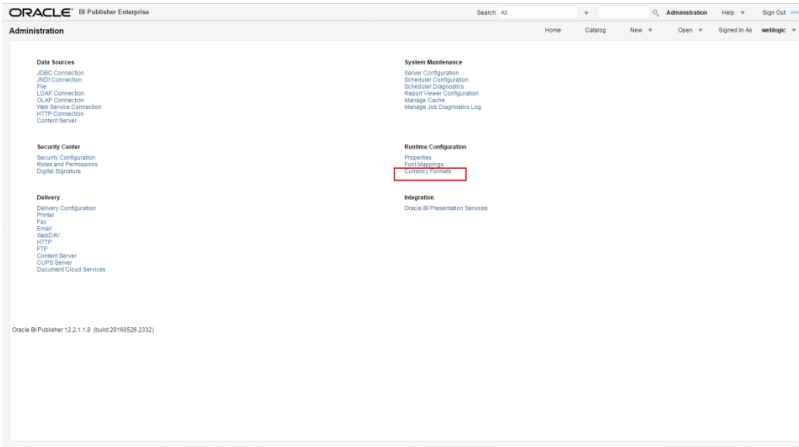 ORACLE BI Publisher Enterprise
Search All Administration Help Sign Out
Administration
Home Catalog New Open Signed In As weblogic
Data Sources
JDBC Connection
JNDI Connection
File
LDAP Connection
OLAP Connection
Web Service Connection
HTTP Connection
Content Server
System Maintenance
Server Configuration
Scheduler Configuration
Scheduler Diagnostics
Report Viewer Configuration
Manage Cache
Manage Job Diagnostics Log
Security Center
Security Configuration
Roles and Permissions
Digital Signature
Runtime Configuration
Properties
Font Mappings
Currency Formats
Delivery
Delivery Configuration
Printer
Fax
Email
WebDAV
HTTP
FTP
Content Server
CUPS Server
Document Cloud Services
Integration
Oracle BI Presentation Services
Oracle BI Publisher 12.2.1.1.0 (build:20160526.2332)